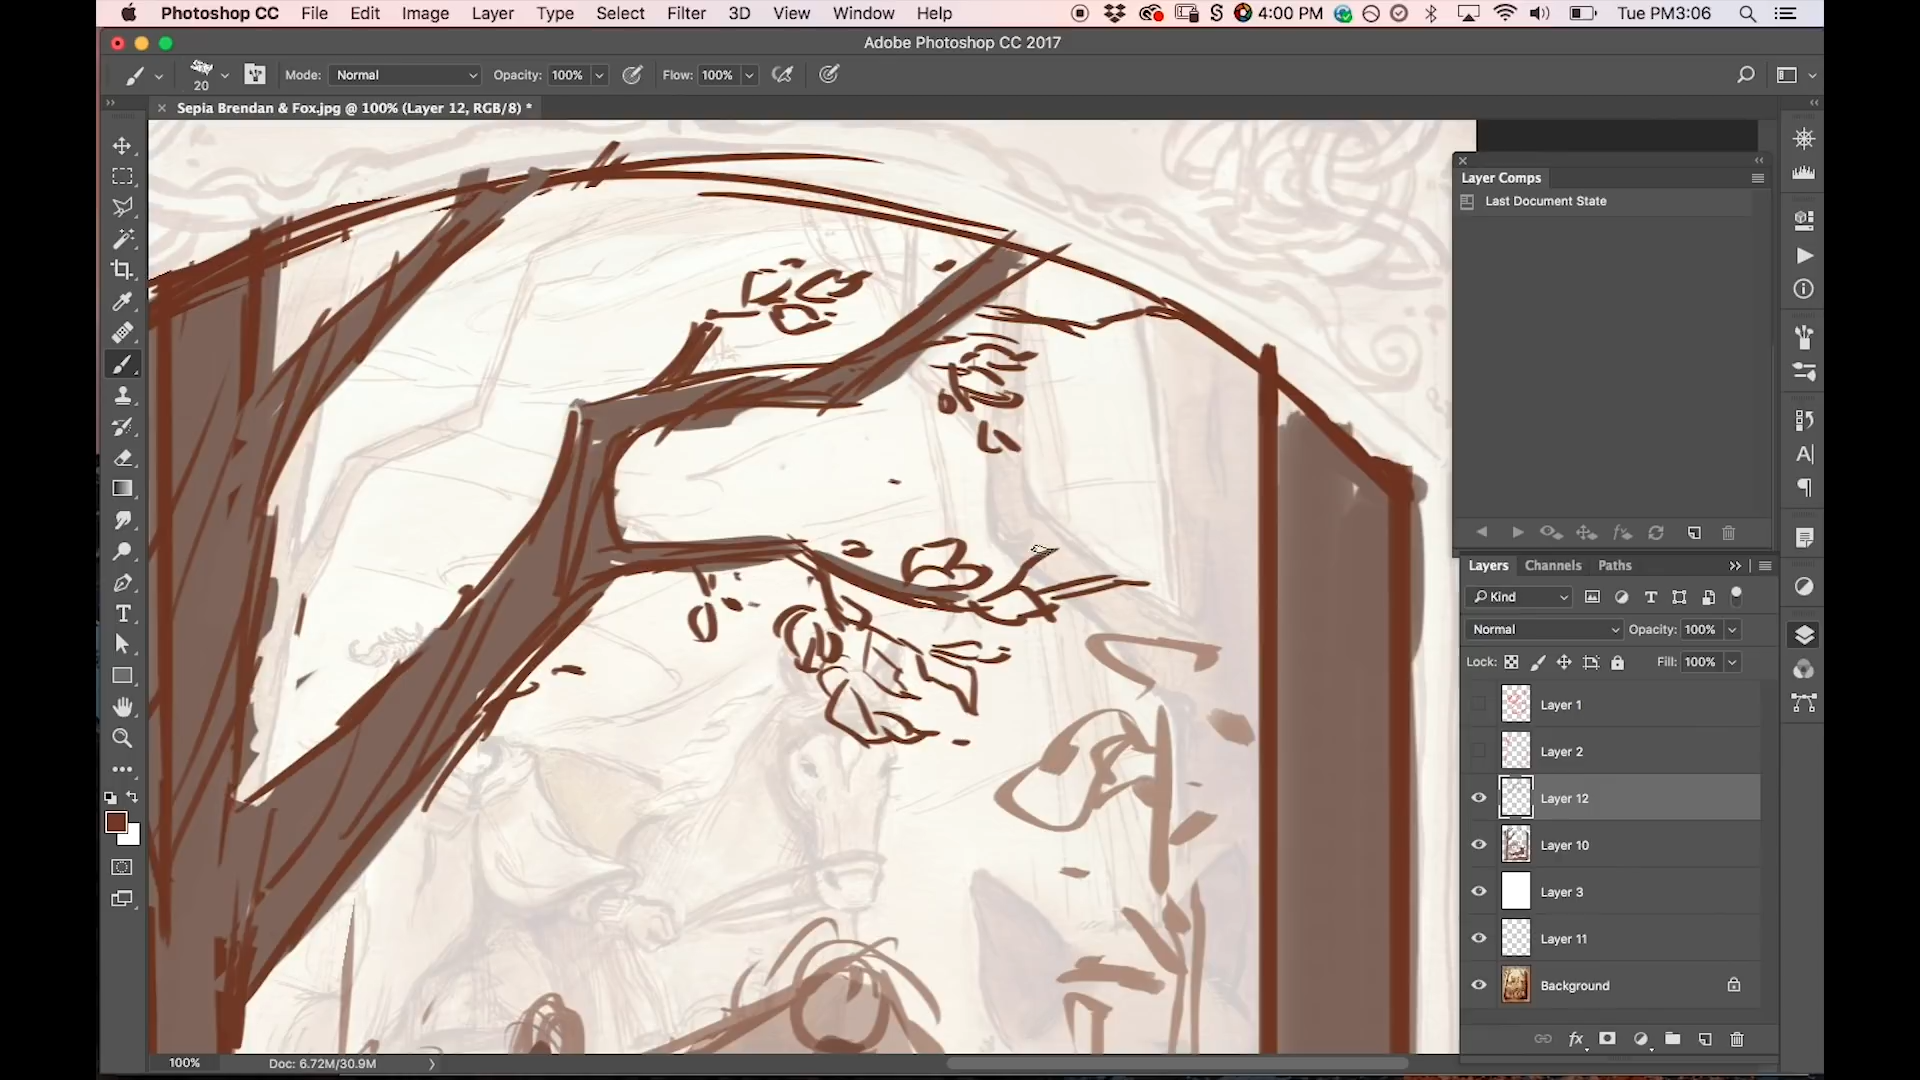 Photoshop CC File Edit Image Layer Type Select Filter 3D View Window Help 4:00 PM Tue PM3:06
Adobe Photoshop CC 2017
20 Mode: Normal Opacity: 100% Flow: 100%
Sepia Brendan & Fox.jpg @ 100% (Layer 12, RGB/8) *
Layer Comps
Last Document State
Layers Channels Paths
Kind
Normal Opacity: 100%
Lock: Fill: 100%
Layer 1
Layer 2
Layer 12
Layer 10
Layer 3
Layer 11
Background
fx
100% Doc: 6.72M/30.9M